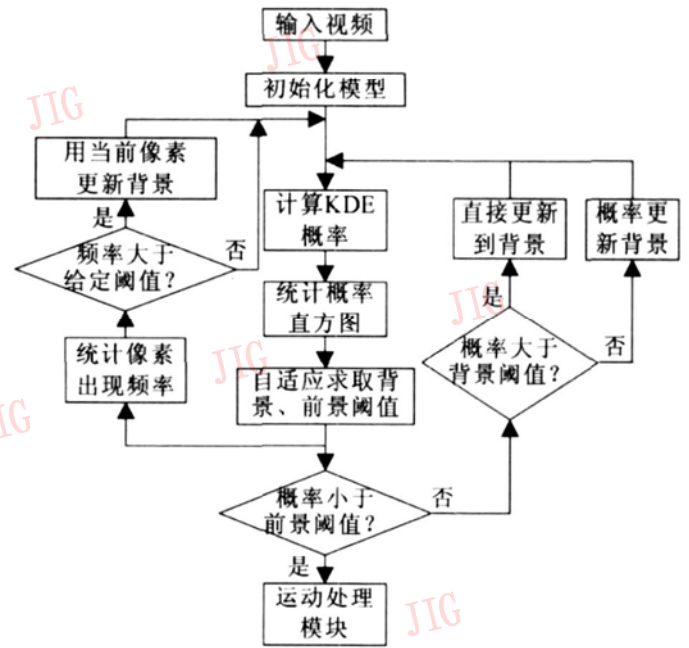 输入视频
JIG
初始化模型
JIG
用当前像素
更新背景
是
频率大于
给定阈值？
否
统计像素
出现频率
计算KDE
概率
统计概率
直方图
JIG
自适应求取背
景、前景阈值
直接更新
到背景
概率更
新背景
JIG
是
概率大于
背景阈值？
否
JIG
概率小于
前景阈值？
否
是
运动处理
模块
JIG